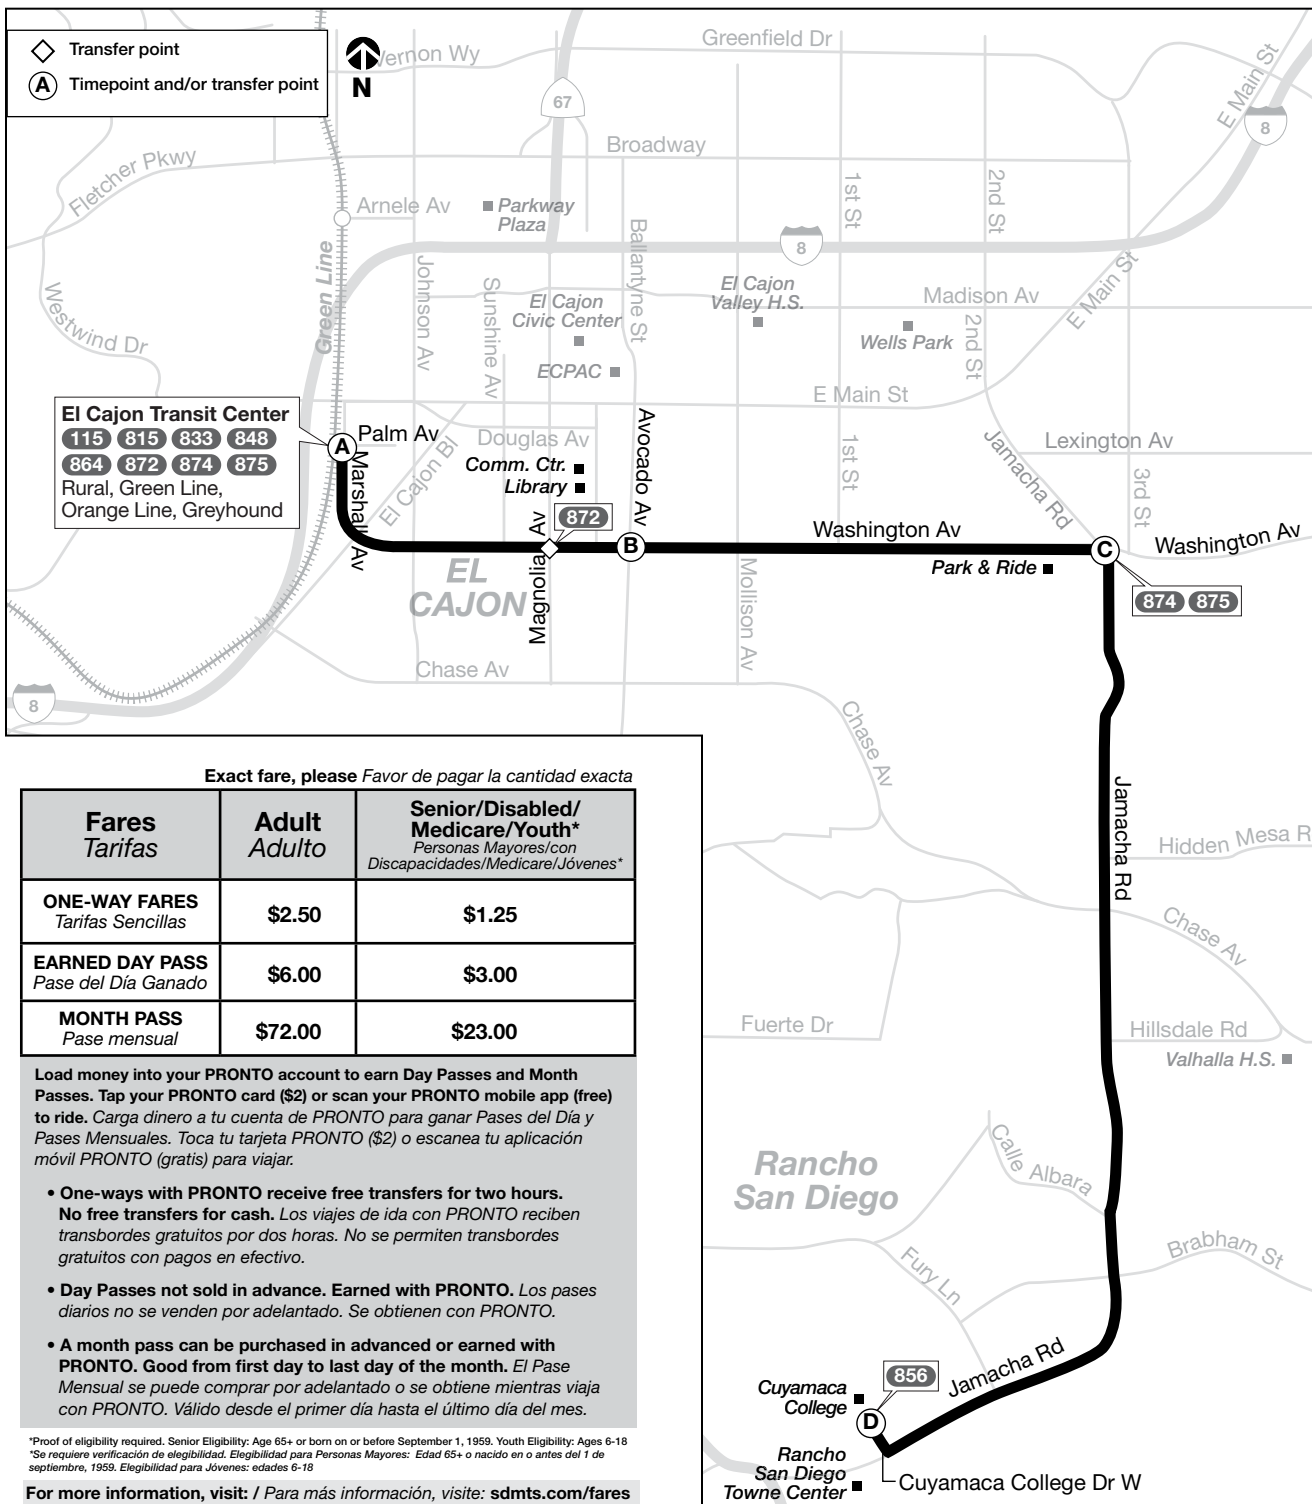 Transfer point
A Timepoint and/or transfer point
N
Vernon Wy
Greenfield Dr
E Main St
67
8
Broadway
Fletcher Pkwy
Arnele Av
Parkway
Plaza
1st St
2nd St
8
Green Line
Johnson Av
Sunshine Av
Ballantyne St
El Cajon
Civic Center
El Cajon
Valley H.S.
Madison Av
E Main St
Westwind Dr
Wells Park
2nd St
ECPAC
E Main St
El Cajon Transit Center
115 815 833 848
864 872 874 875
Rural, Green Line,
Orange Line, Greyhound
A
Palm Av
Marshall Av
El Cajon Bl
Douglas Av
Comm. Ctr.
Library
Avocado Av
1st St
Jamacha Rd
Lexington Av
3rd St
872
Magnolia Av
B
Washington Av
C
Washington Av
Park & Ride
874 875
EL
CAJON
Mollison Av
Chase Av
8
Chase Av
Jamacha Rd
Hidden Mesa R
Chase Av
Fuerte Dr
Hillsdale Rd
Valhalla H.S.
Rancho
San Diego
Calle Albara
Fury Ln
Brabham St
Jamacha Rd
856
Cuyamaca
College
D
Rancho
San Diego
Towne Center
Cuyamaca College Dr W
Exact fare, please Favor de pagar la cantidad exacta
Fares
Tarifas
Adult
Adulto
Senior/Disabled/
Medicare/Youth*
Personas Mayores/con
Discapacidades/Medicare/Jóvenes*
ONE-WAY FARES
Tarifas Sencillas
$2.50
$1.25
EARNED DAY PASS
Pase del Día Ganado
$6.00
$3.00
MONTH PASS
Pase mensual
$72.00
$23.00
Load money into your PRONTO account to earn Day Passes and Month
Passes. Tap your PRONTO card ($2) or scan your PRONTO mobile app (free)
to ride. Carga dinero a tu cuenta de PRONTO para ganar Pases del Día y
Pases Mensuales. Toca tu tarjeta PRONTO ($2) o escanea tu aplicación
móvil PRONTO (gratis) para viajar.
• One-ways with PRONTO receive free transfers for two hours.
No free transfers for cash. Los viajes de ida con PRONTO reciben
transbordes gratuitos por dos horas. No se permiten transbordes
gratuitos con pagos en efectivo.
• Day Passes not sold in advance. Earned with PRONTO. Los pases
diarios no se venden por adelantado. Se obtienen con PRONTO.
• A month pass can be purchased in advanced or earned with
PRONTO. Good from first day to last day of the month. El Pase
Mensual se puede comprar por adelantado o se obtiene mientras viaja
con PRONTO. Válido desde el primer día hasta el último día del mes.
*Proof of eligibility required. Senior Eligibility: Age 65+ or born on or before September 1, 1959. Youth Eligibility: Ages 6-18
*Se requiere verificación de elegibilidad. Elegibilidad para Personas Mayores: Edad 65+ o nacido en o antes del 1 de
septiembre, 1959. Elegibilidad para Jóvenes: edades 6-18
For more information, visit: / Para más información, visite: sdmts.com/fares